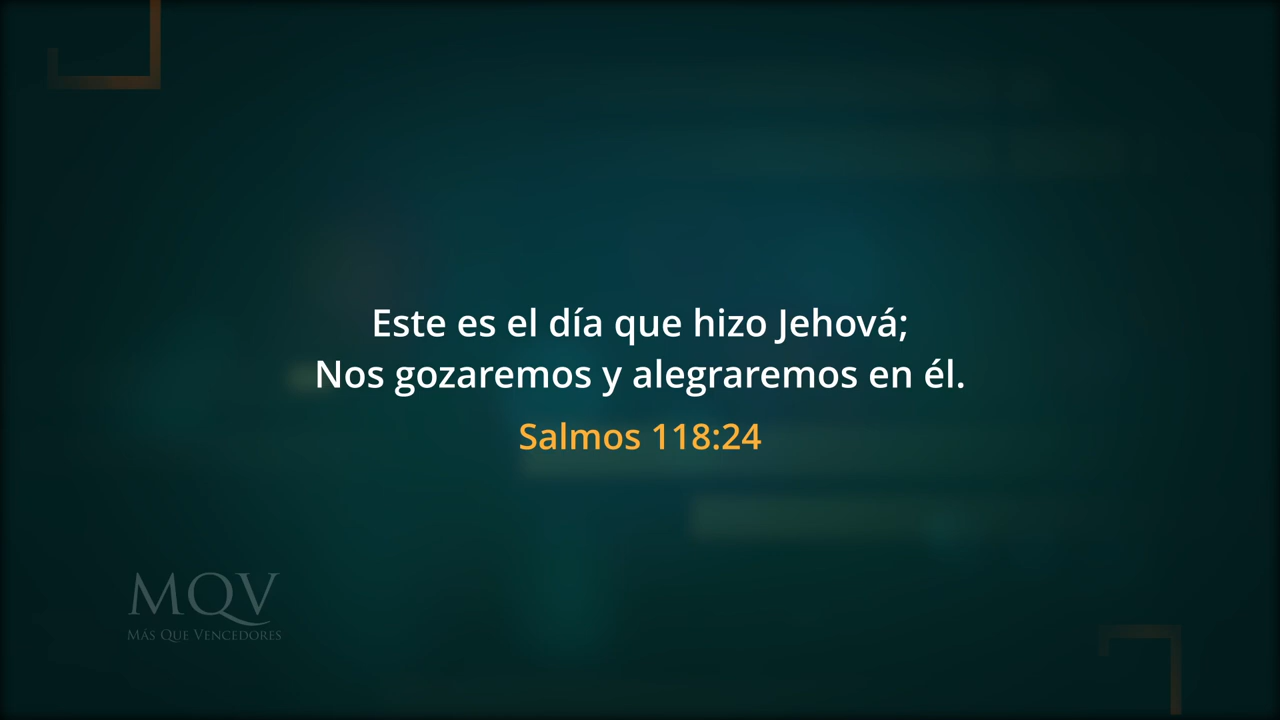 Este es el día que hizo Jehová;
Nos gozaremos y alegraremos en él.
Salmos 118:24
MQV
Más Que Vencedores